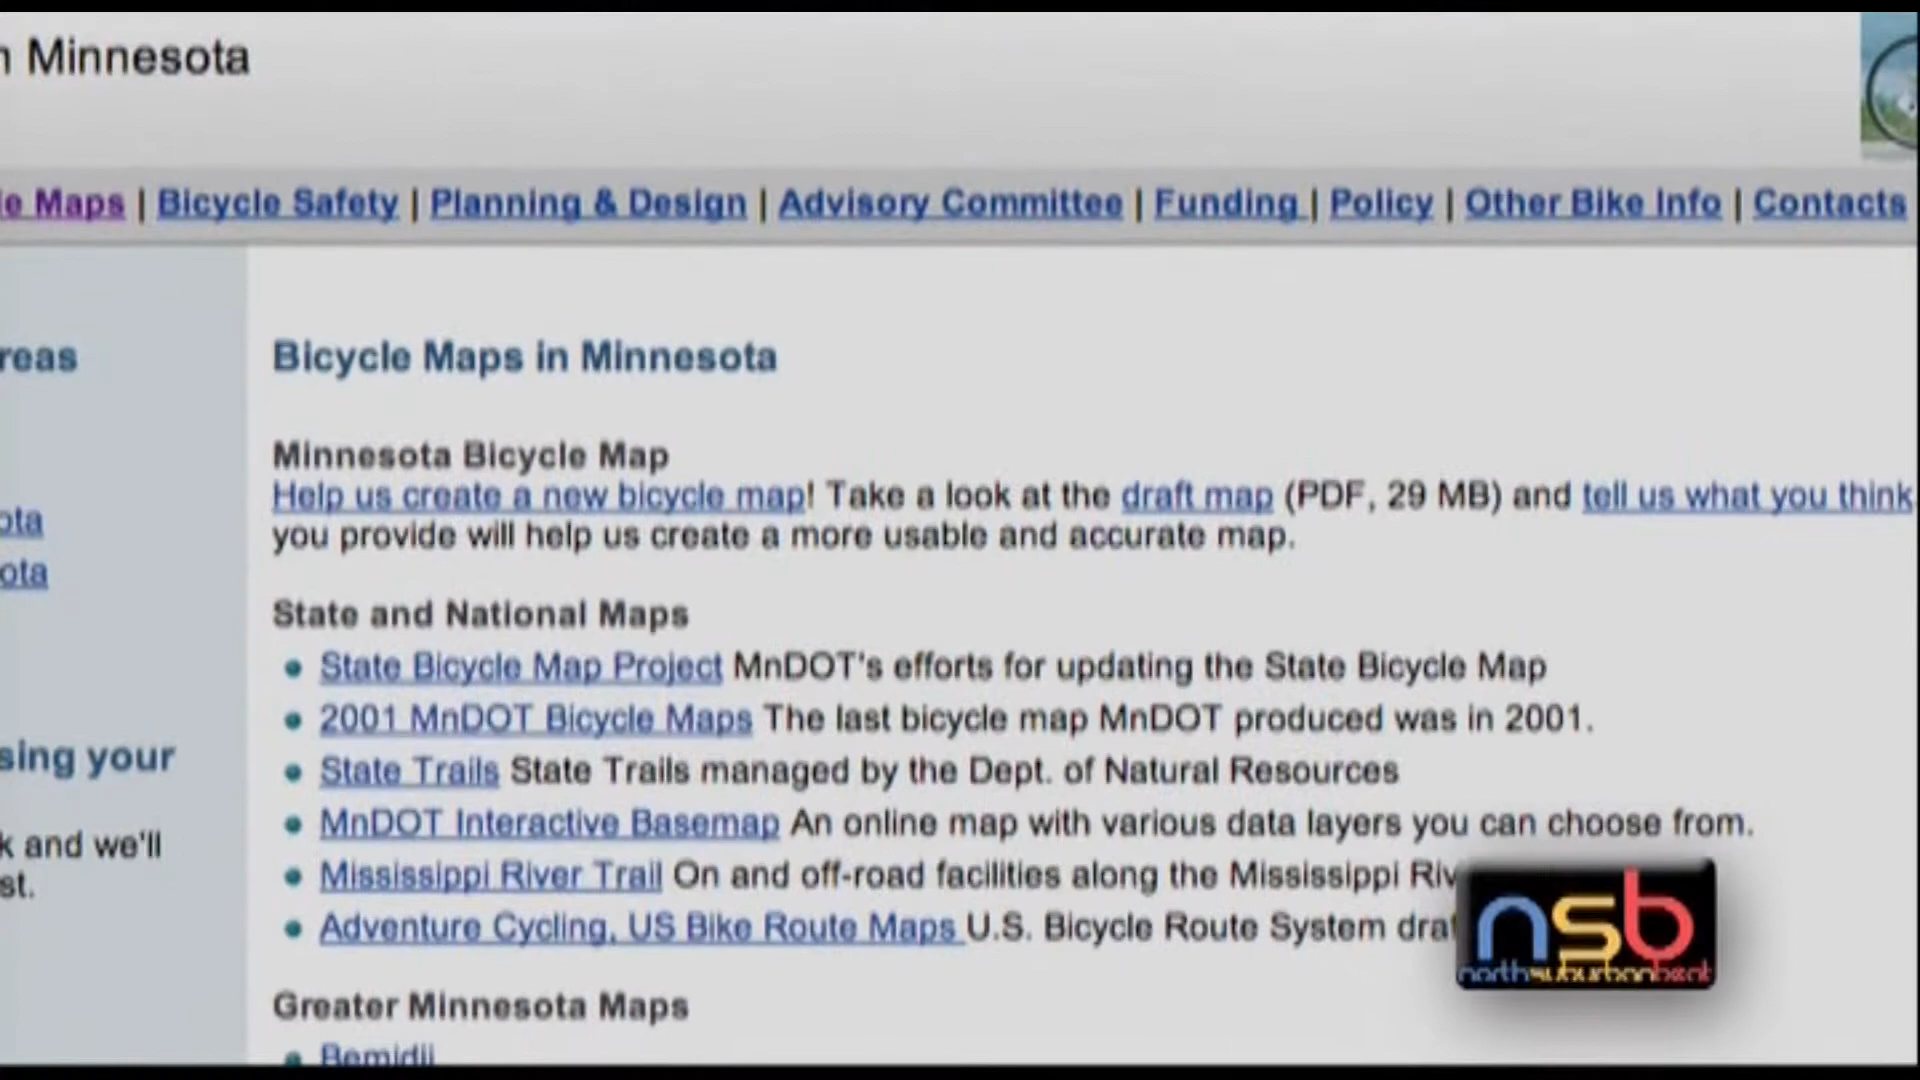 n Minnesota
le Maps | Bicycle Safety | Planning & Design | Advisory Committee | Funding | Policy | Other Bike Info | Contacts
reas
ota
ota
sing your
k and we'll
st.
Bicycle Maps in Minnesota
Minnesota Bicycle Map
Help us create a new bicycle map! Take a look at the draft map (PDF, 29 MB) and tell us what you think
you provide will help us create a more usable and accurate map.
State and National Maps
State Bicycle Map Project MnDOT's efforts for updating the State Bicycle Map
2001 MnDOT Bicycle Maps The last bicycle map MnDOT produced was in 2001.
State Trails State Trails managed by the Dept. of Natural Resources
MnDOT Interactive Basemap An online map with various data layers you can choose from.
Mississippi River Trail On and off-road facilities along the Mississippi Riv
Adventure Cycling, US Bike Route Maps U.S. Bicycle Route System draf
Greater Minnesota Maps
Bemidji
nsb
northsuburbanbeat